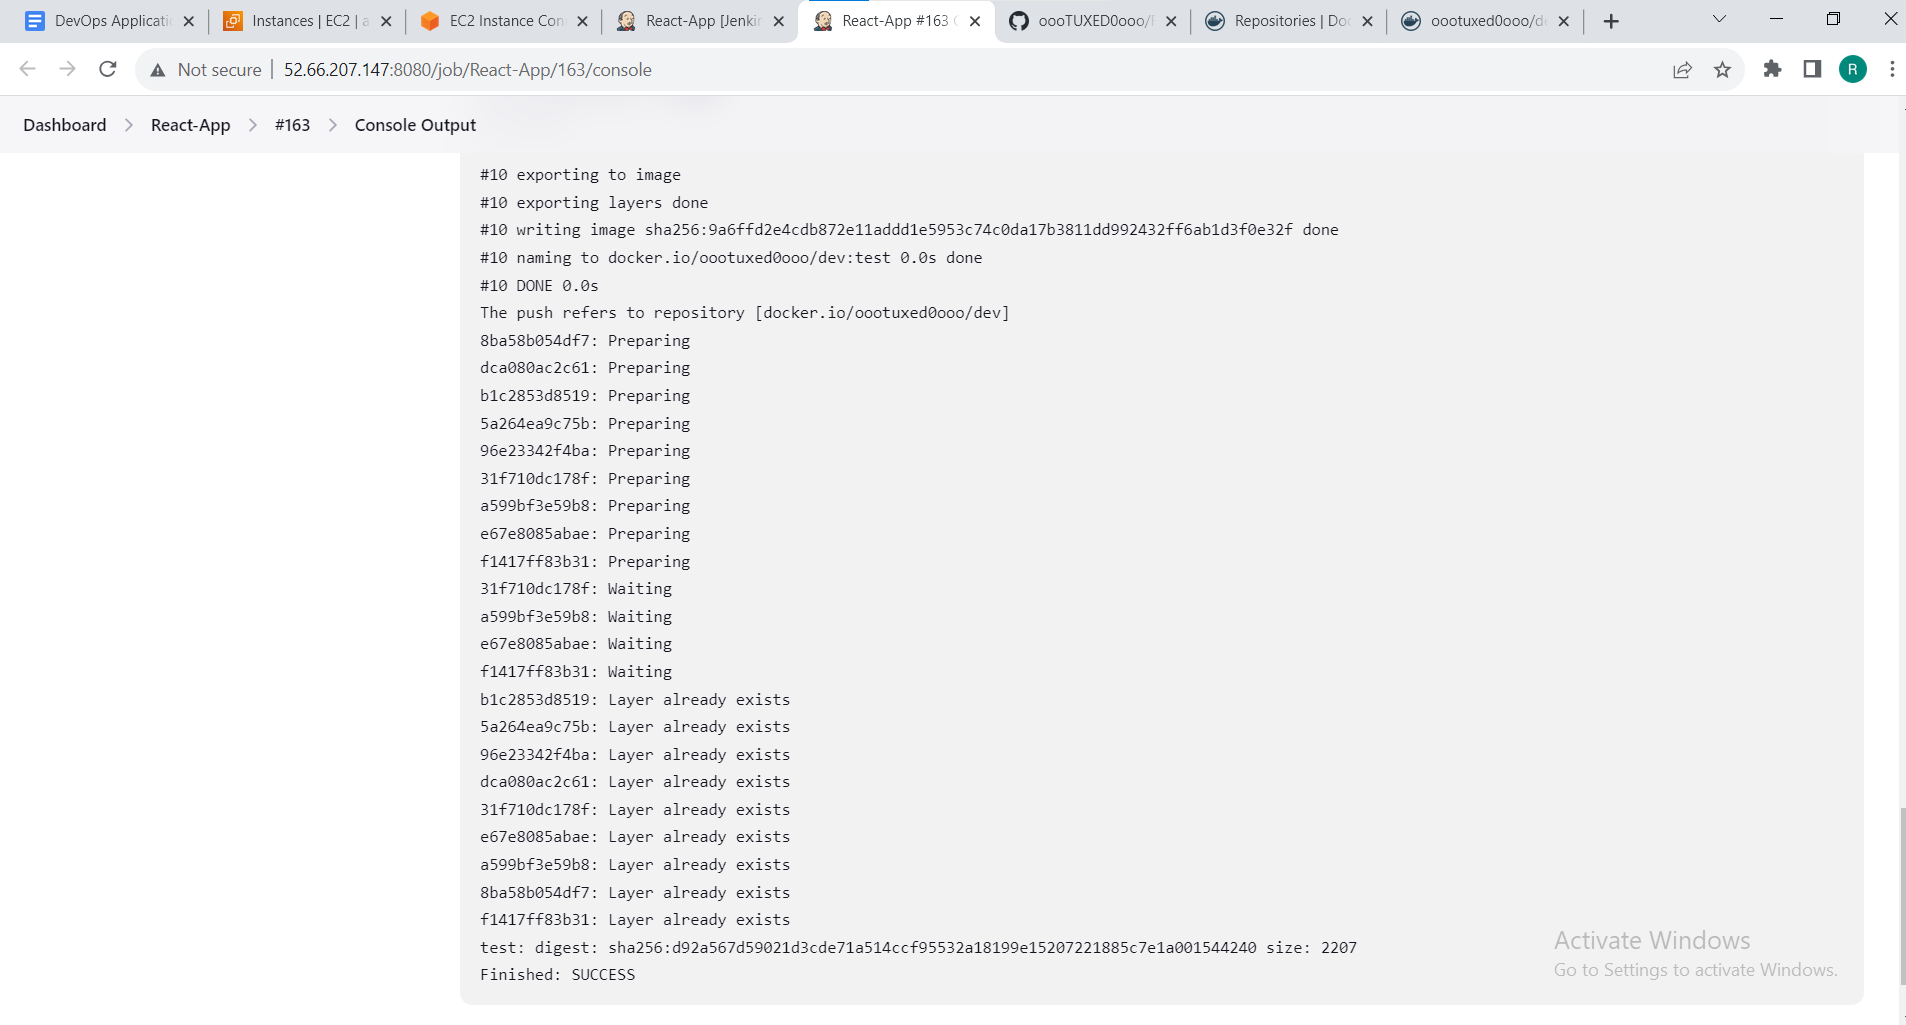 DevOps Applicati
Instances | EC2 | a
EC2 Instance Con
React-App [Jenkin
React-App #163 C
oooTUXED0ooo/
Repositories | Doc
oootuxed0ooo/de
Not secure
52.66.207.147:8080/job/React-App/163/console
R
Dashboard
React-App
#163
Console Output
#10 exporting to image
#10 exporting layers done
#10 writing image sha256:9a6ffd2e4cdb872e11addd1e5953c74c0da17b3811dd992432ff6ab1d3f0e32f done
#10 naming to docker.io/oootuxed0ooo/dev:test 0.0s done
#10 DONE 0.0s
The push refers to repository [docker.io/oootuxed0ooo/dev]
8ba58b054df7: Preparing
dca080ac2c61: Preparing
b1c2853d8519: Preparing
5a264ea9c75b: Preparing
96e23342f4ba: Preparing
31f710dc178f: Preparing
a599bf3e59b8: Preparing
e67e8085abae: Preparing
f1417ff83b31: Preparing
31f710dc178f: Waiting
a599bf3e59b8: Waiting
e67e8085abae: Waiting
f1417ff83b31: Waiting
b1c2853d8519: Layer already exists
5a264ea9c75b: Layer already exists
96e23342f4ba: Layer already exists
dca080ac2c61: Layer already exists
31f710dc178f: Layer already exists
e67e8085abae: Layer already exists
a599bf3e59b8: Layer already exists
8ba58b054df7: Layer already exists
f1417ff83b31: Layer already exists
test: digest: sha256:d92a567d59021d3cde71a514ccf95532a18199e15207221885c7e1a001544240 size: 2207
Finished: SUCCESS
Activate Windows
Go to Settings to activate Windows.